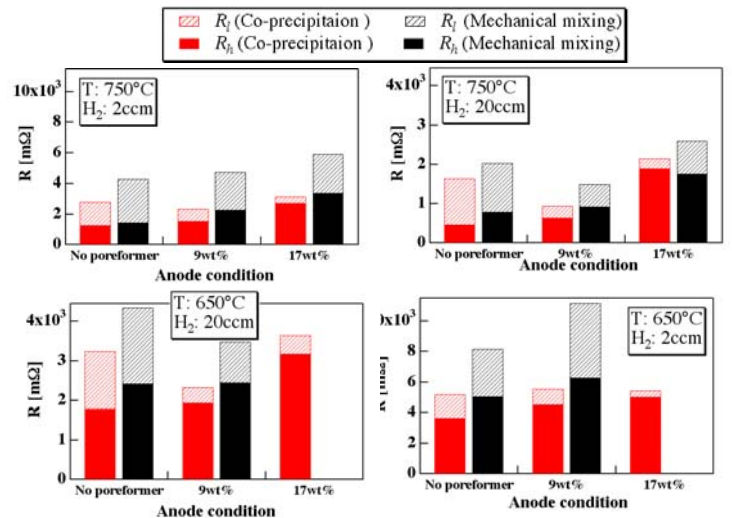 R_l (Co-precipitaion ) R_l (Mechanical mixing)
R_h (Co-precipitaion ) R_h (Mechanical mixing)
T: 750°C
H₂: 2ccm
R [mΩ]
10x10³
8
6
4
2
0
No poreformer 9wt% 17wt%
Anode condition
T: 750°C
H₂: 20ccm
R [mΩ]
4x10³
3
2
1
0
No poreformer 9wt% 17wt%
Anode condition
T: 650°C
H₂: 20ccm
R [mΩ]
4x10³
3
2
1
0
No poreformer 9wt% 17wt%
Anode condition
T: 650°C
H₂: 2ccm
0x10³
8
6
4
2
0
No poreformer 9wt% 17wt%
Anode condition